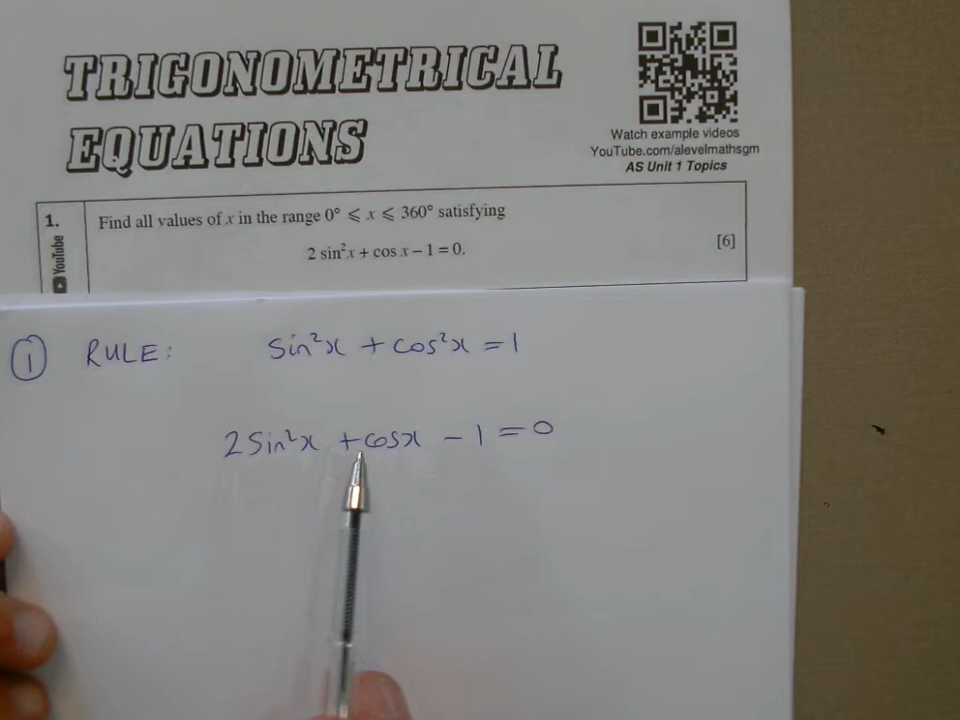 TRIGONOMETRICAL
EQUATIONS
Watch example videos
YouTube.com/alevelmathsgm
AS Unit 1 Topics
1. Find all values of x in the range 0° ⩽ x ⩽ 360° satisfying
2 sin²x + cos x − 1 = 0.
[6]
YouTube
① RULE: Sin²x + cos²x = 1
2 Sin²x + cosx − 1 = 0